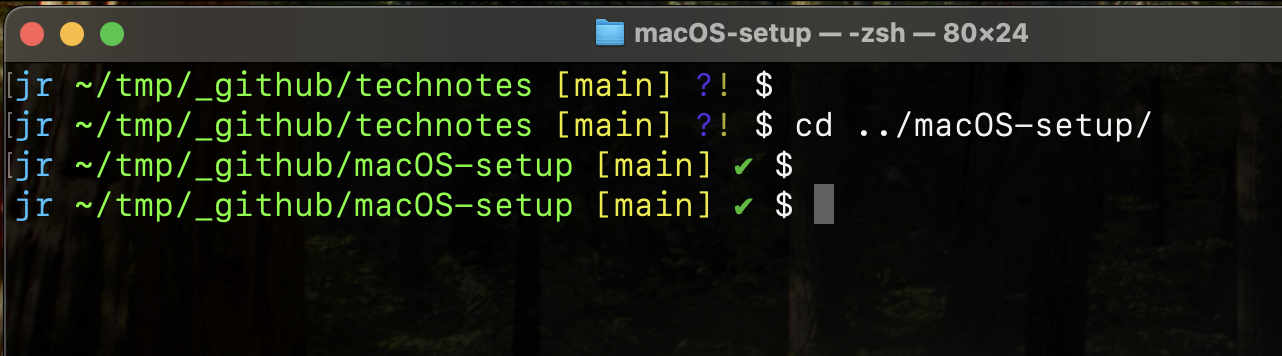 macOS-setup — -zsh — 80×24
[jr ~/tmp/_github/technotes [main] ?! $
[jr ~/tmp/_github/technotes [main] ?! $ cd ../macOS-setup/
[jr ~/tmp/_github/macOS-setup [main] ✔ $
jr ~/tmp/_github/macOS-setup [main] ✔ $